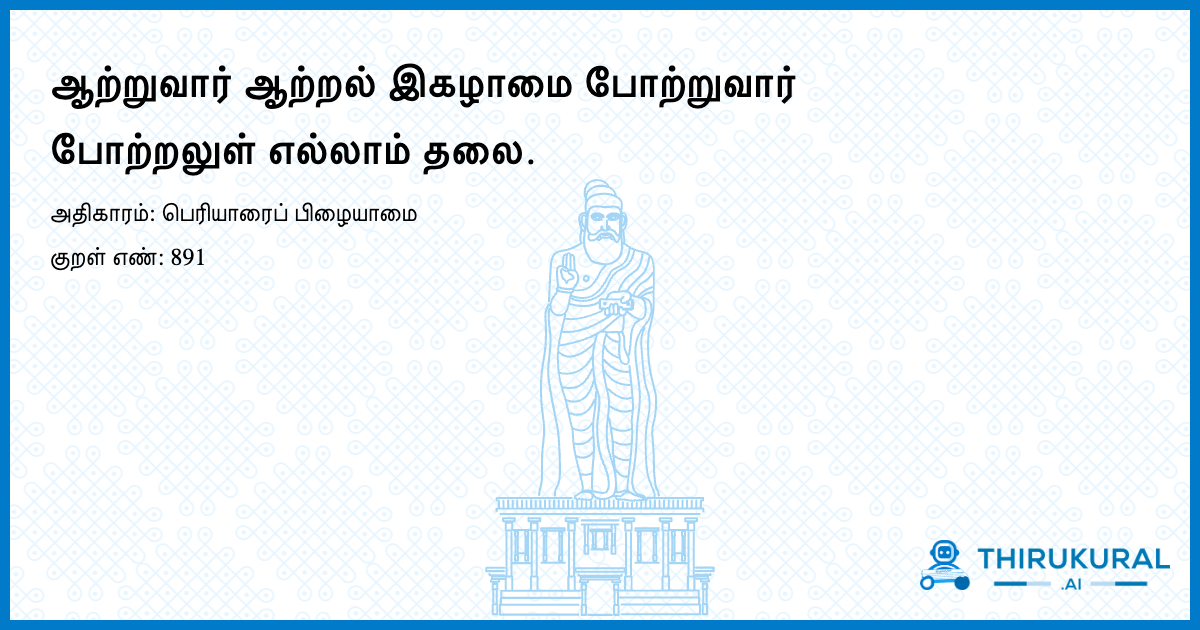 ஆற்றுவார் ஆற்றல் இகழாமை போற்றுவார்
போற்றலுள் எல்லாம் தலை.
அதிகாரம்: பெரியாரைப் பிழையாமை
குறள் எண்: 891
THIRUKURAL
.AI